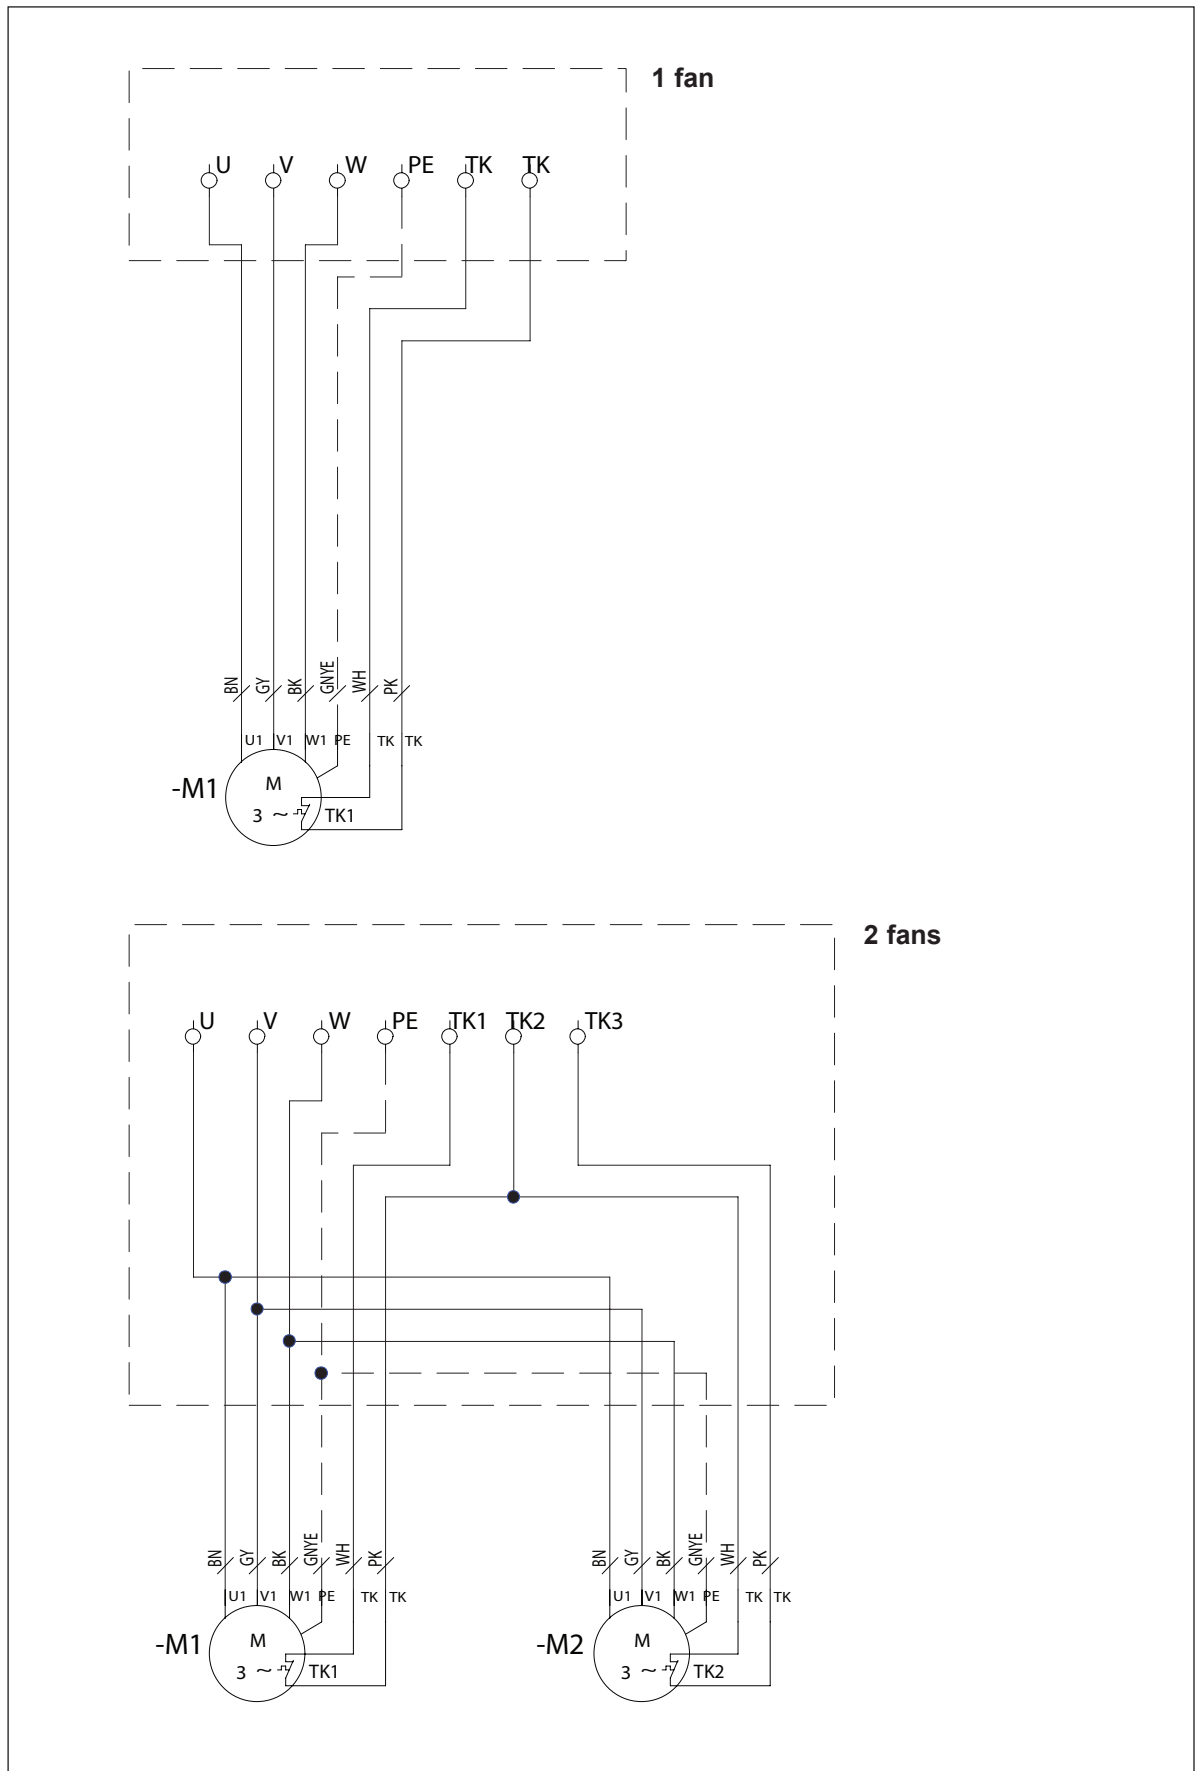 1 fan
U V W PE TK TK
BN GY BK GNYE WH PK
U1 V1 W1 PE TK TK
-M1
M
3 ~ TK1
2 fans
U V W PE TK1 TK2 TK3
BN GY BK GNYE WH PK BN GY BK GNYE WH PK
U1 V1 W1 PE TK TK U1 V1 W1 PE TK TK
-M1 M -M2 M
3 ~ TK1 3 ~ TK2